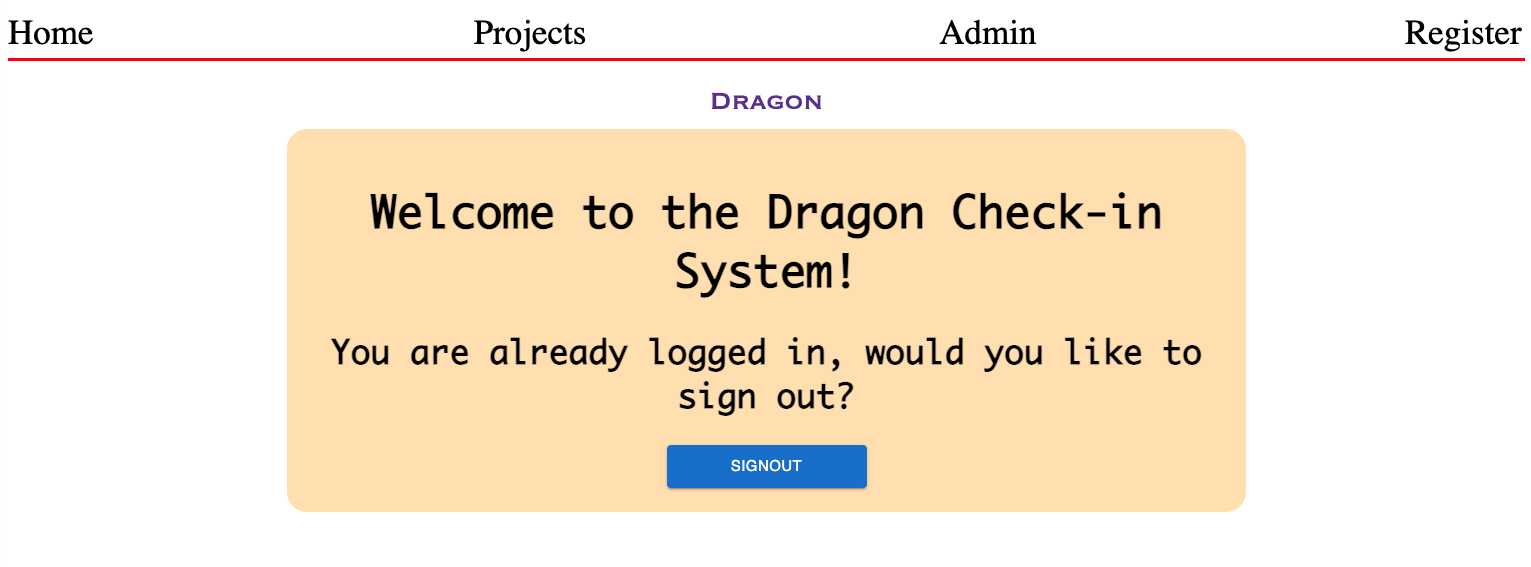 Home Projects Admin Register
Dragon
Welcome to the Dragon Check-in
System!
You are already logged in, would you like to
sign out?
SIGNOUT